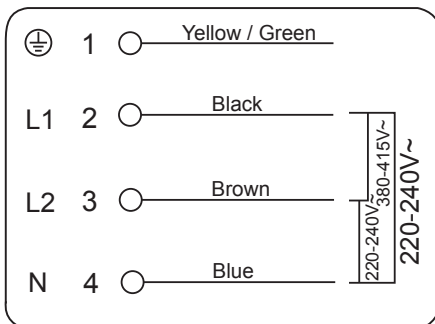 1 Yellow / Green
L1 2 Black
L2 3 Brown
N 4 Blue
220-240V~
380-415V~
220-240V~